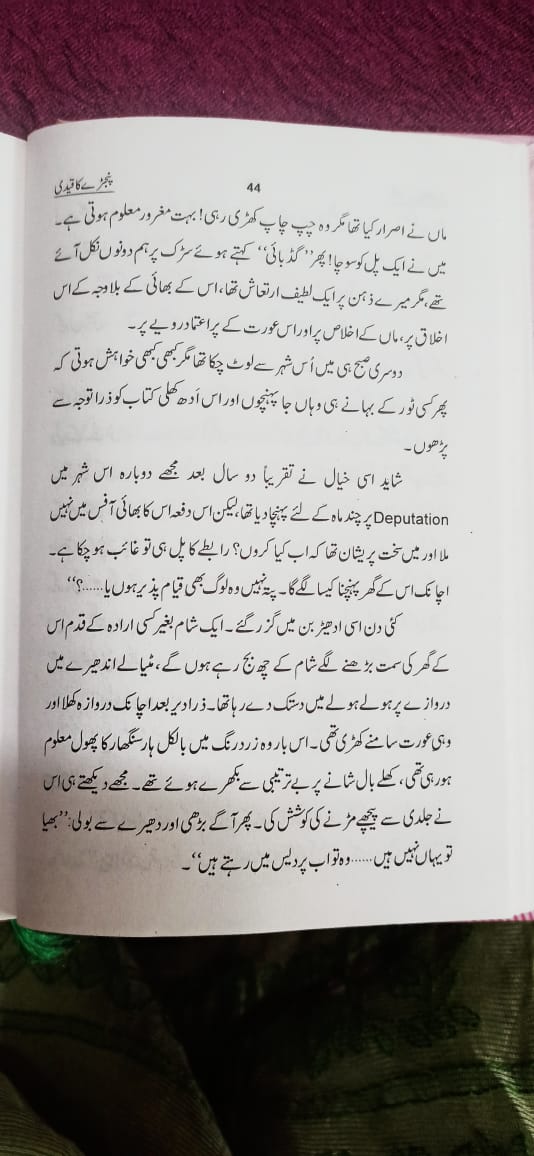 44
پنجڑے کا قیدی
ماں نے اصرار کیا تھا مگر وہ چپ چاپ کھڑی رہی! بہت مغرور معلوم ہوتی ہے۔
میں نے ایک پل کو سوچا! پھر ’’گڈ بائی‘‘ کہتے ہوئے سڑک پر ہم دونوں نکل آئے
تھے، مگر میرے ذہن پر ایک لطیف ارتعاش تھا، اس کے بھائی کے بلا وجہ کے اس
اخلاق پر، ماں کے اخلاص پر اور اس عورت کے پر اعتماد رویے پر۔
دوسری صبح ہی میں اُس شہر سے لوٹ چکا تھا مگر کبھی کبھی خواہش ہوتی کہ
پھر کسی ٹور کے بہانے ہی وہاں جا پہنچوں اور اس اَدھ کھلی کتاب کو ذرا توجہ سے
پڑھوں۔
شاید اسی خیال نے تقریباً دو سال بعد مجھے دوبارہ اس شہر میں
Deputation پر چند ماہ کے لئے پہنچا دیا تھا، لیکن اس دفعہ اس کا بھائی آفس میں نہیں
ملا اور میں سخت پریشان تھا کہ اب کیا کروں؟ رابطے کا پل ہی تو غائب ہو چکا ہے۔
اچانک اس کے گھر پہنچنا کیسا لگے گا۔ پتہ نہیں وہ لوگ بھی قیام پذیر ہوں یا......؟‘‘
کئی دن اسی ادھیڑ بن میں گزر گئے۔ ایک شام بغیر کسی ارادہ کے قدم اس
کے گھر کی سمت بڑھنے لگے شام کے چھ بج رہے ہوں گے، مٹیالے اندھیرے میں
دروازے پر ہولے ہولے میں دستک دے رہا تھا۔ ذرا دیر بعد اچانک دروازہ کھلا اور
وہی عورت سامنے کھڑی تھی۔ اس بار وہ زرد رنگ میں بالکل ہار سنگھار کا پھول معلوم
ہو رہی تھی، کھلے بال شانے پر بے ترتیبی سے بکھرے ہوئے تھے۔ مجھے دیکھتے ہی اس
نے جلدی سے پیچھے مڑنے کی کوشش کی۔ پھر آگے بڑھی اور دھیرے سے بولی: ’’بھیا
تو یہاں نہیں ہیں......وہ تو اب پردیس میں رہتے ہیں‘‘۔